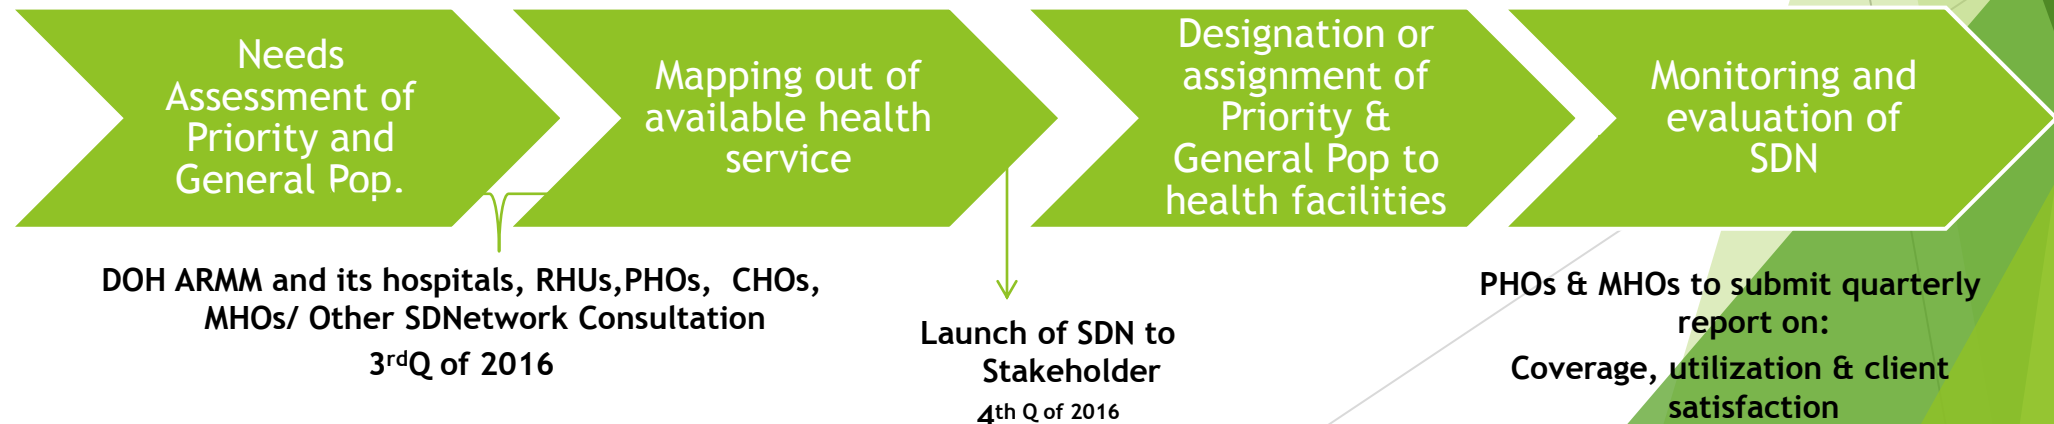 Needs
Assessment of
Priority and
General Pop.
Mapping out of
available health
service
Designation or
assignment of
Priority &
General Pop to
health facilities
Monitoring and
evaluation of
SDN
DOH ARMM and its hospitals, RHUs,PHOs, CHOs,
MHOs/ Other SDNetwork Consultation
3rdQ of 2016
Launch of SDN to
Stakeholder
4th Q of 2016
PHOs & MHOs to submit quarterly
report on:
Coverage, utilization & client
satisfaction